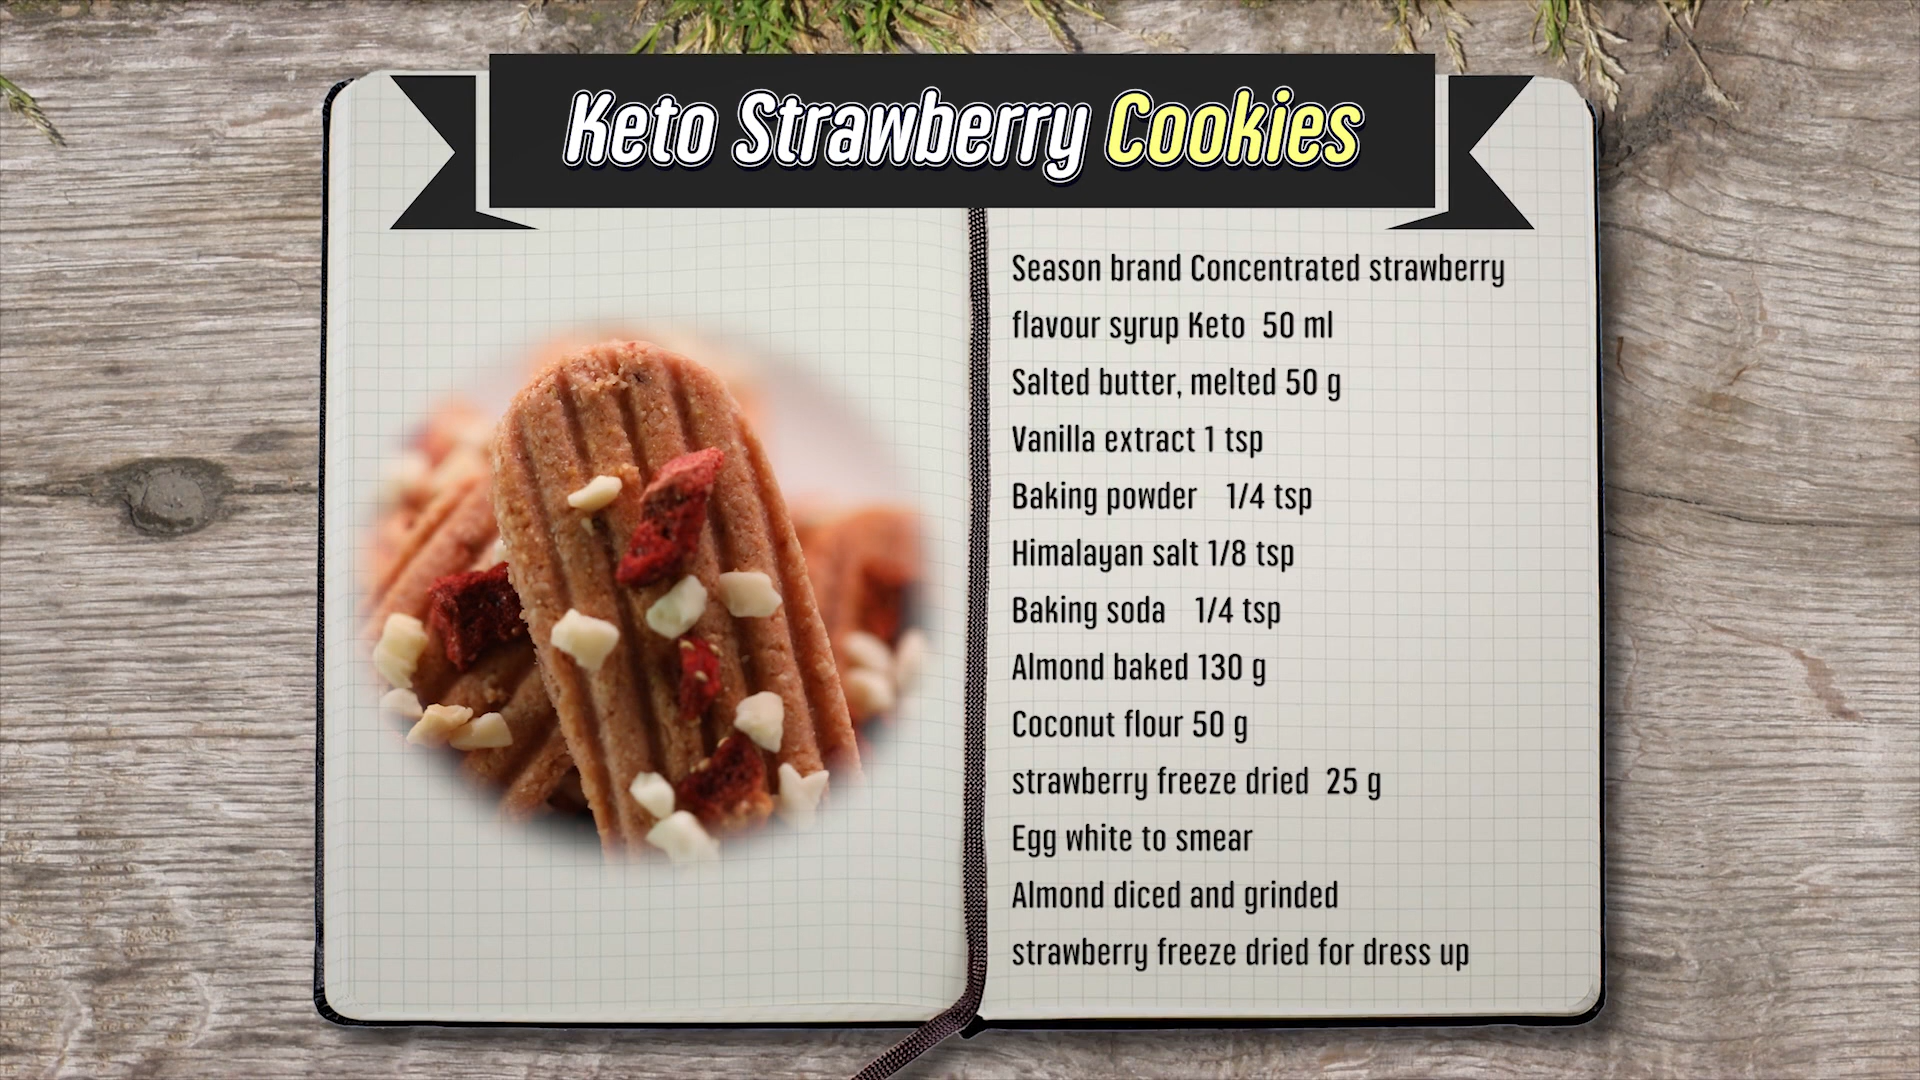 Keto Strawberry Cookies
Season brand Concentrated strawberry
flavour syrup Keto 50 ml
Salted butter, melted 50 g
Vanilla extract 1 tsp
Baking powder 1/4 tsp
Himalayan salt 1/8 tsp
Baking soda 1/4 tsp
Almond baked 130 g
Coconut flour 50 g
strawberry freeze dried 25 g
Egg white to smear
Almond diced and grinded
strawberry freeze dried for dress up